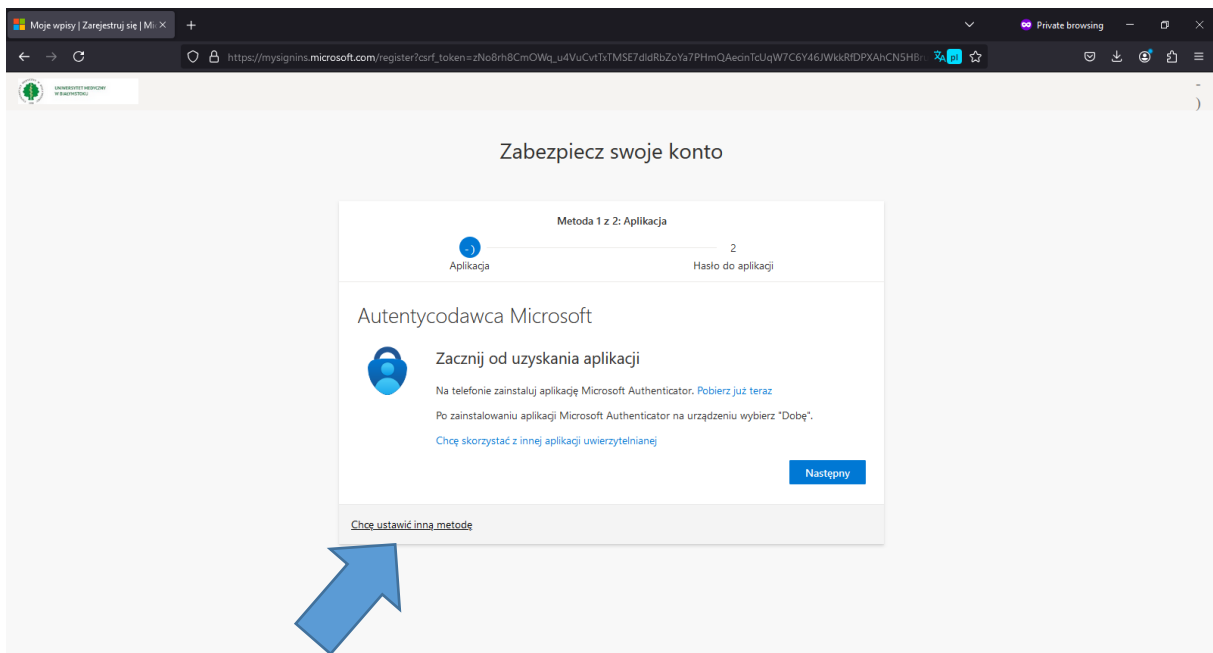 Moje wpisy | Zarejestruj się | Mi
Private browsing
https://mysignins.microsoft.com/register?csrf_token=zNo8rh8CmOWq_u4VuCvtTxTMSE7dldRbZoYa7PHmQAecnTcUqW7C6Y46JWkkRfDPXAhCN5HBr
pl
UNIWERSYTET MEDYCZNY
W BIAŁYMSTOKU
-
)
Zabezpiecz swoje konto
Metoda 1 z 2: Aplikacja
-) 2
Aplikacja Hasło do aplikacji
Autentycodawca Microsoft
Zacznij od uzyskania aplikacji
Na telefonie zainstaluj aplikację Microsoft Authenticator. Pobierz już teraz
Po zainstalowaniu aplikacji Microsoft Authenticator na urządzeniu wybierz "Dobę".
Chcę skorzystać z innej aplikacji uwierzytelnianej
Następny
Chcę ustawić inną metodę